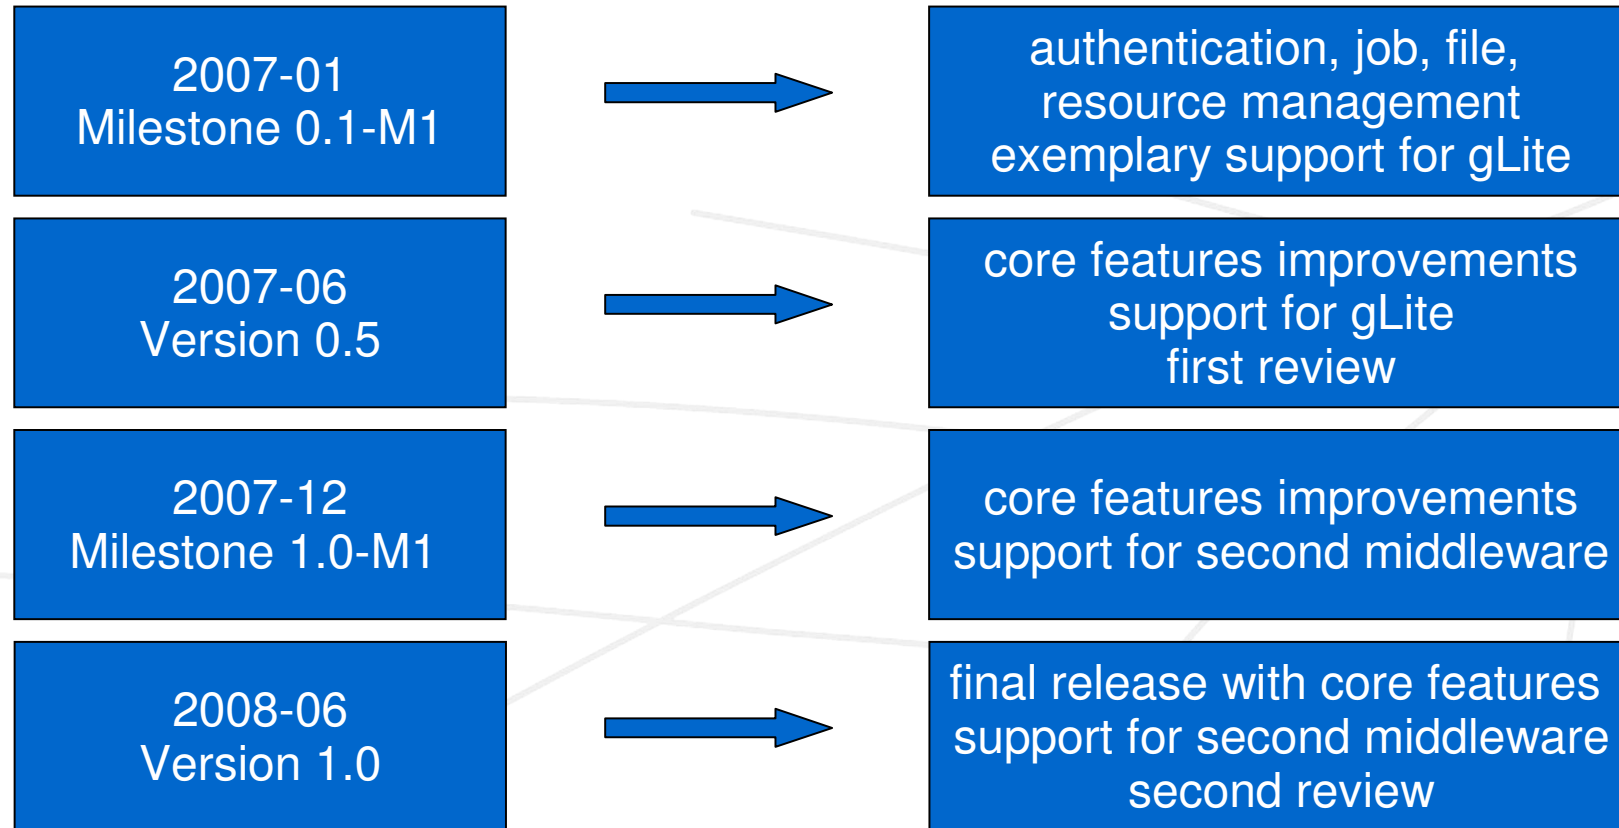 2007-01
Milestone 0.1-M1
authentication, job, file,
resource management
exemplary support for gLite
2007-06
Version 0.5
core features improvements
support for gLite
first review
2007-12
Milestone 1.0-M1
core features improvements
support for second middleware
2008-06
Version 1.0
final release with core features
support for second middleware
second review